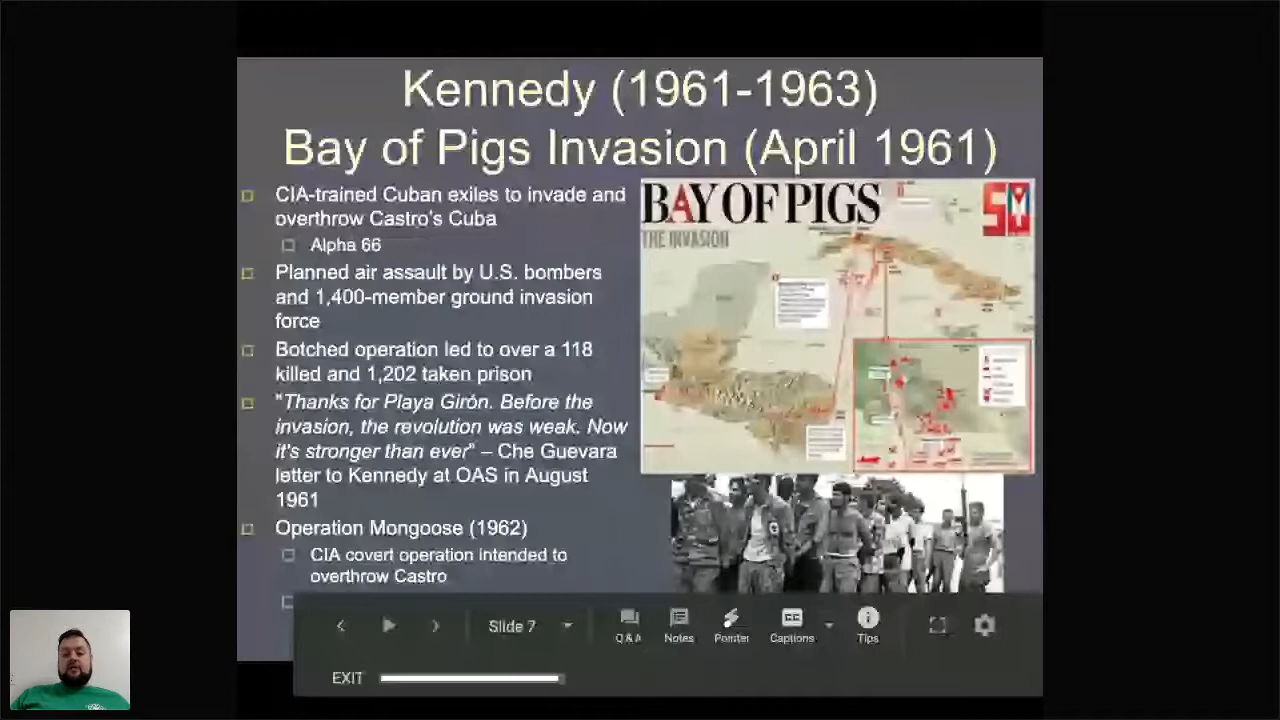 Kennedy (1961-1963)
Bay of Pigs Invasion (April 1961)
CIA-trained Cuban exiles to invade and
overthrow Castro's Cuba
Alpha 66
Planned air assault by U.S. bombers
and 1,400-member ground invasion
force
Botched operation led to over a 118
killed and 1,202 taken prison
"Thanks for Playa Girón. Before the
invasion, the revolution was weak. Now
it's stronger than ever" – Che Guevara
letter to Kennedy at OAS in August
1961
Operation Mongoose (1962)
CIA covert operation intended to
overthrow Castro
BAY OF PIGS
THE INVASION
Slide 7
Q & A
Notes
Pointer
Captions
Tips
EXIT